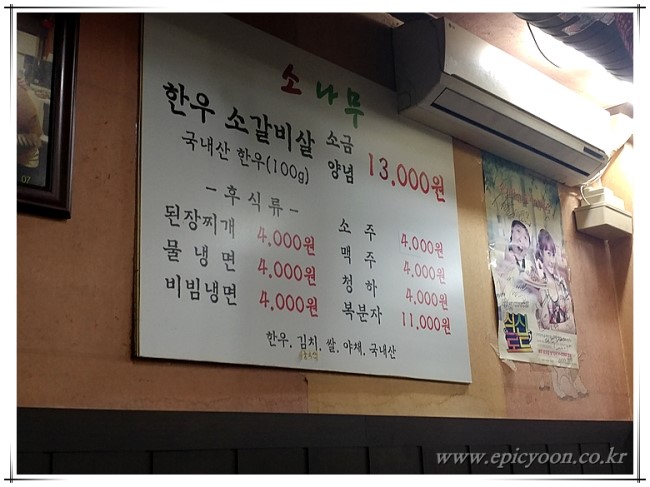 소나무
한우 소갈비살 소금 양념 13.000원
국내산 한우(100g)
- 후식류 -
된장찌개 4.000원
물냉면 4.000원
비빔냉면 4.000원
소주 4.000원
맥주 4.000원
청하 4.000원
복분자 11.000원
한우, 김치, 쌀, 야채, 국내산
07
www.epicyoon.co.kr